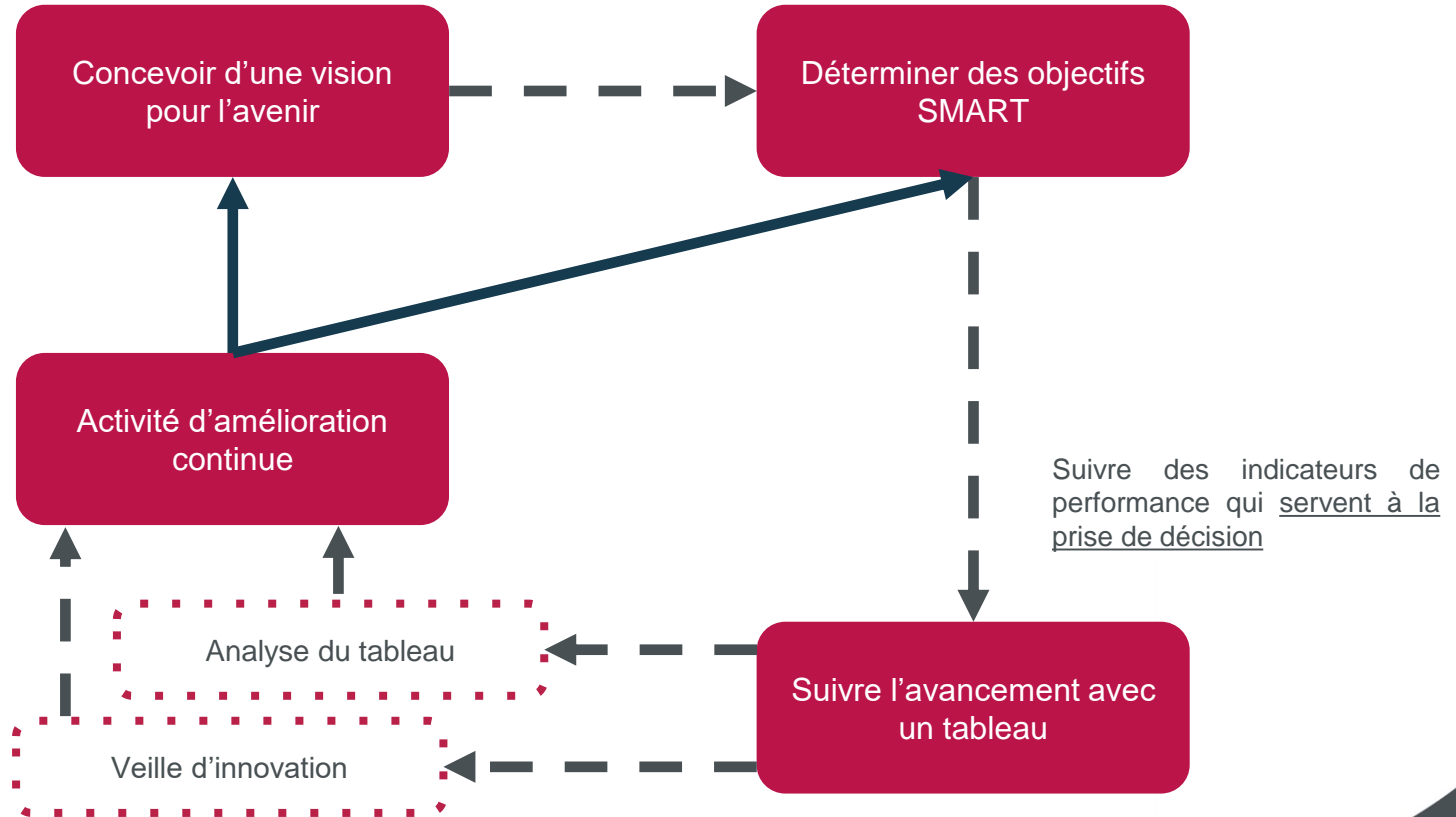 Concevoir d’une vision
pour l’avenir
Déterminer des objectifs
SMART
Activité d’amélioration
continue
Suivre des indicateurs de
performance qui servent à la
prise de décision
Analyse du tableau
Suivre l’avancement avec
un tableau
Veille d’innovation